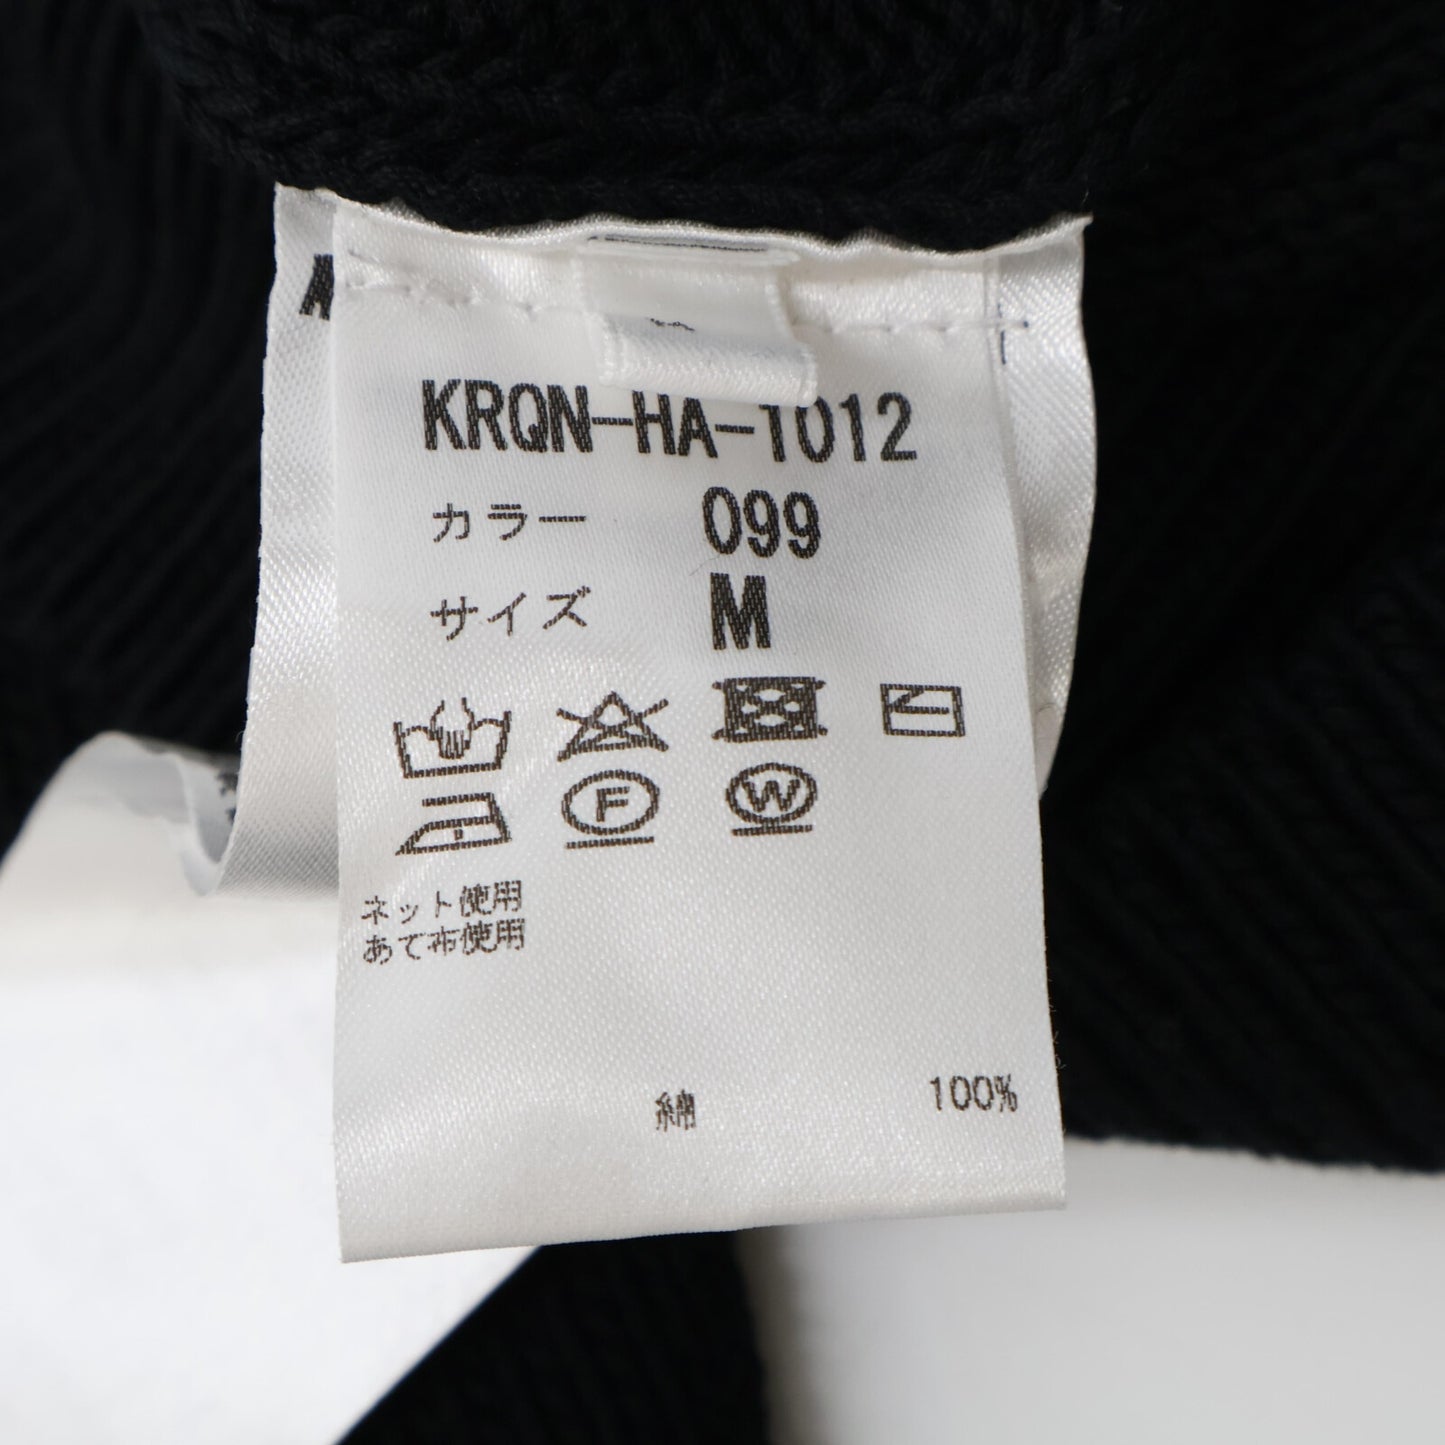 KRQN-HA-1012
カラー 099
サイズ M
F W
ネット使用
あて布使用
綿 100%